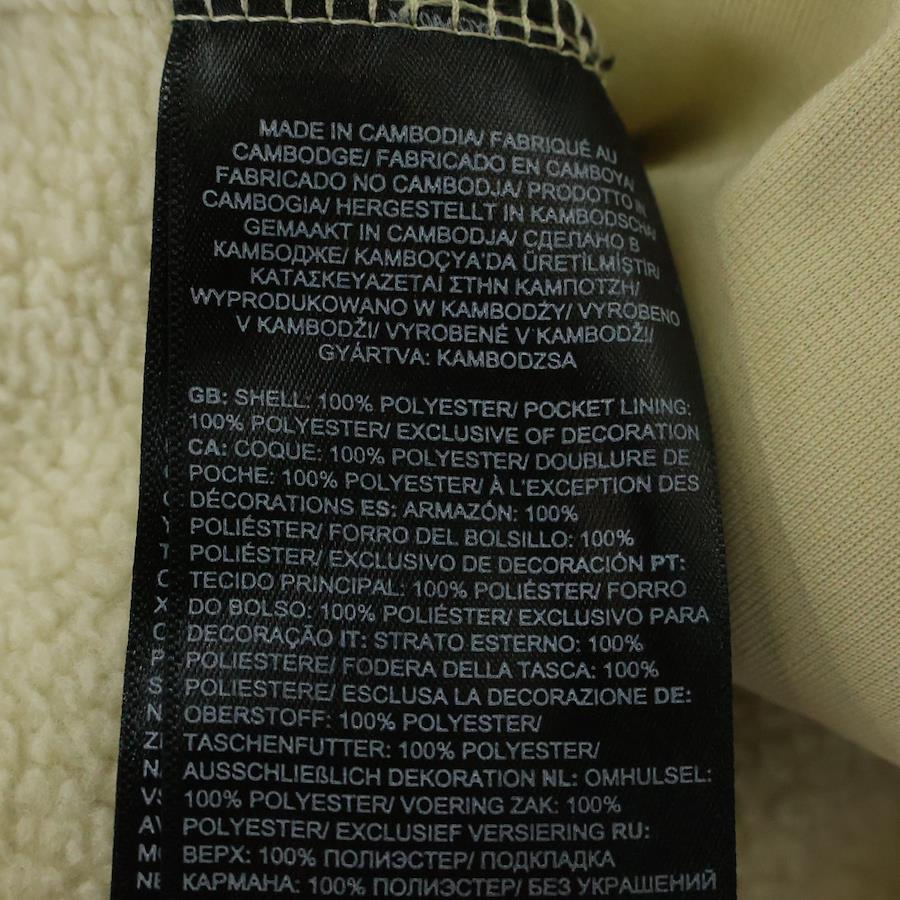 MADE IN CAMBODIA/ FABRIQUÉ AU
CAMBODGE/ FABRICADO EN CAMBOYA/
FABRICADO NO CAMBODJA/ PRODOTTO IN
CAMBOGIA/ HERGESTELLT IN KAMBODSCHA/
GEMAAKT IN CAMBODJA/ СДЕЛАНО В
КАМБОДЖЕ/ KAMBOÇYA'DA ÜRETİLMİŞTİR/
ΚΑΤΑΣΚΕΥΑΖΕΤΑΙ ΣΤΗΝ ΚΑΜΠΟΤΖΗ/
WYPRODUKOWANO W KAMBODŻY/ VYROBENO
V KAMBODŽI/ VYROBENÉ V KAMBODŽI/
GYÁRTVA: KAMBODZSA
GB: SHELL: 100% POLYESTER/ POCKET LINING:
100% POLYESTER/ EXCLUSIVE OF DECORATION
CA: COQUE: 100% POLYESTER/ DOUBLURE DE
POCHE: 100% POLYESTER/ À L'EXCEPTION DES
DÉCORATIONS ES: ARMAZÓN: 100%
POLIÉSTER/ FORRO DEL BOLSILLO: 100%
POLIÉSTER/ EXCLUSIVO DE DECORACIÓN PT:
TECIDO PRINCIPAL: 100% POLIÉSTER/ FORRO
DO BOLSO: 100% POLIÉSTER/ EXCLUSIVO PARA
DECORAÇÃO IT: STRATO ESTERNO: 100%
POLIESTERE/ FODERA DELLA TASCA: 100%
POLIESTERE/ ESCLUSA LA DECORAZIONE DE:
OBERSTOFF: 100% POLYESTER/
TASCHENFUTTER: 100% POLYESTER/
AUSSCHLIEßLICH DEKORATION NL: OMHULSEL:
100% POLYESTER/ VOERING ZAK: 100%
POLYESTER/ EXCLUSIEF VERSIERING RU:
ВЕРХ: 100% ПОЛИЭСТЕР/ ПОДКЛАДКА
КАРМАНА: 100% ПОЛИЭСТЕР/ БЕЗ УКРАШЕНИЙ